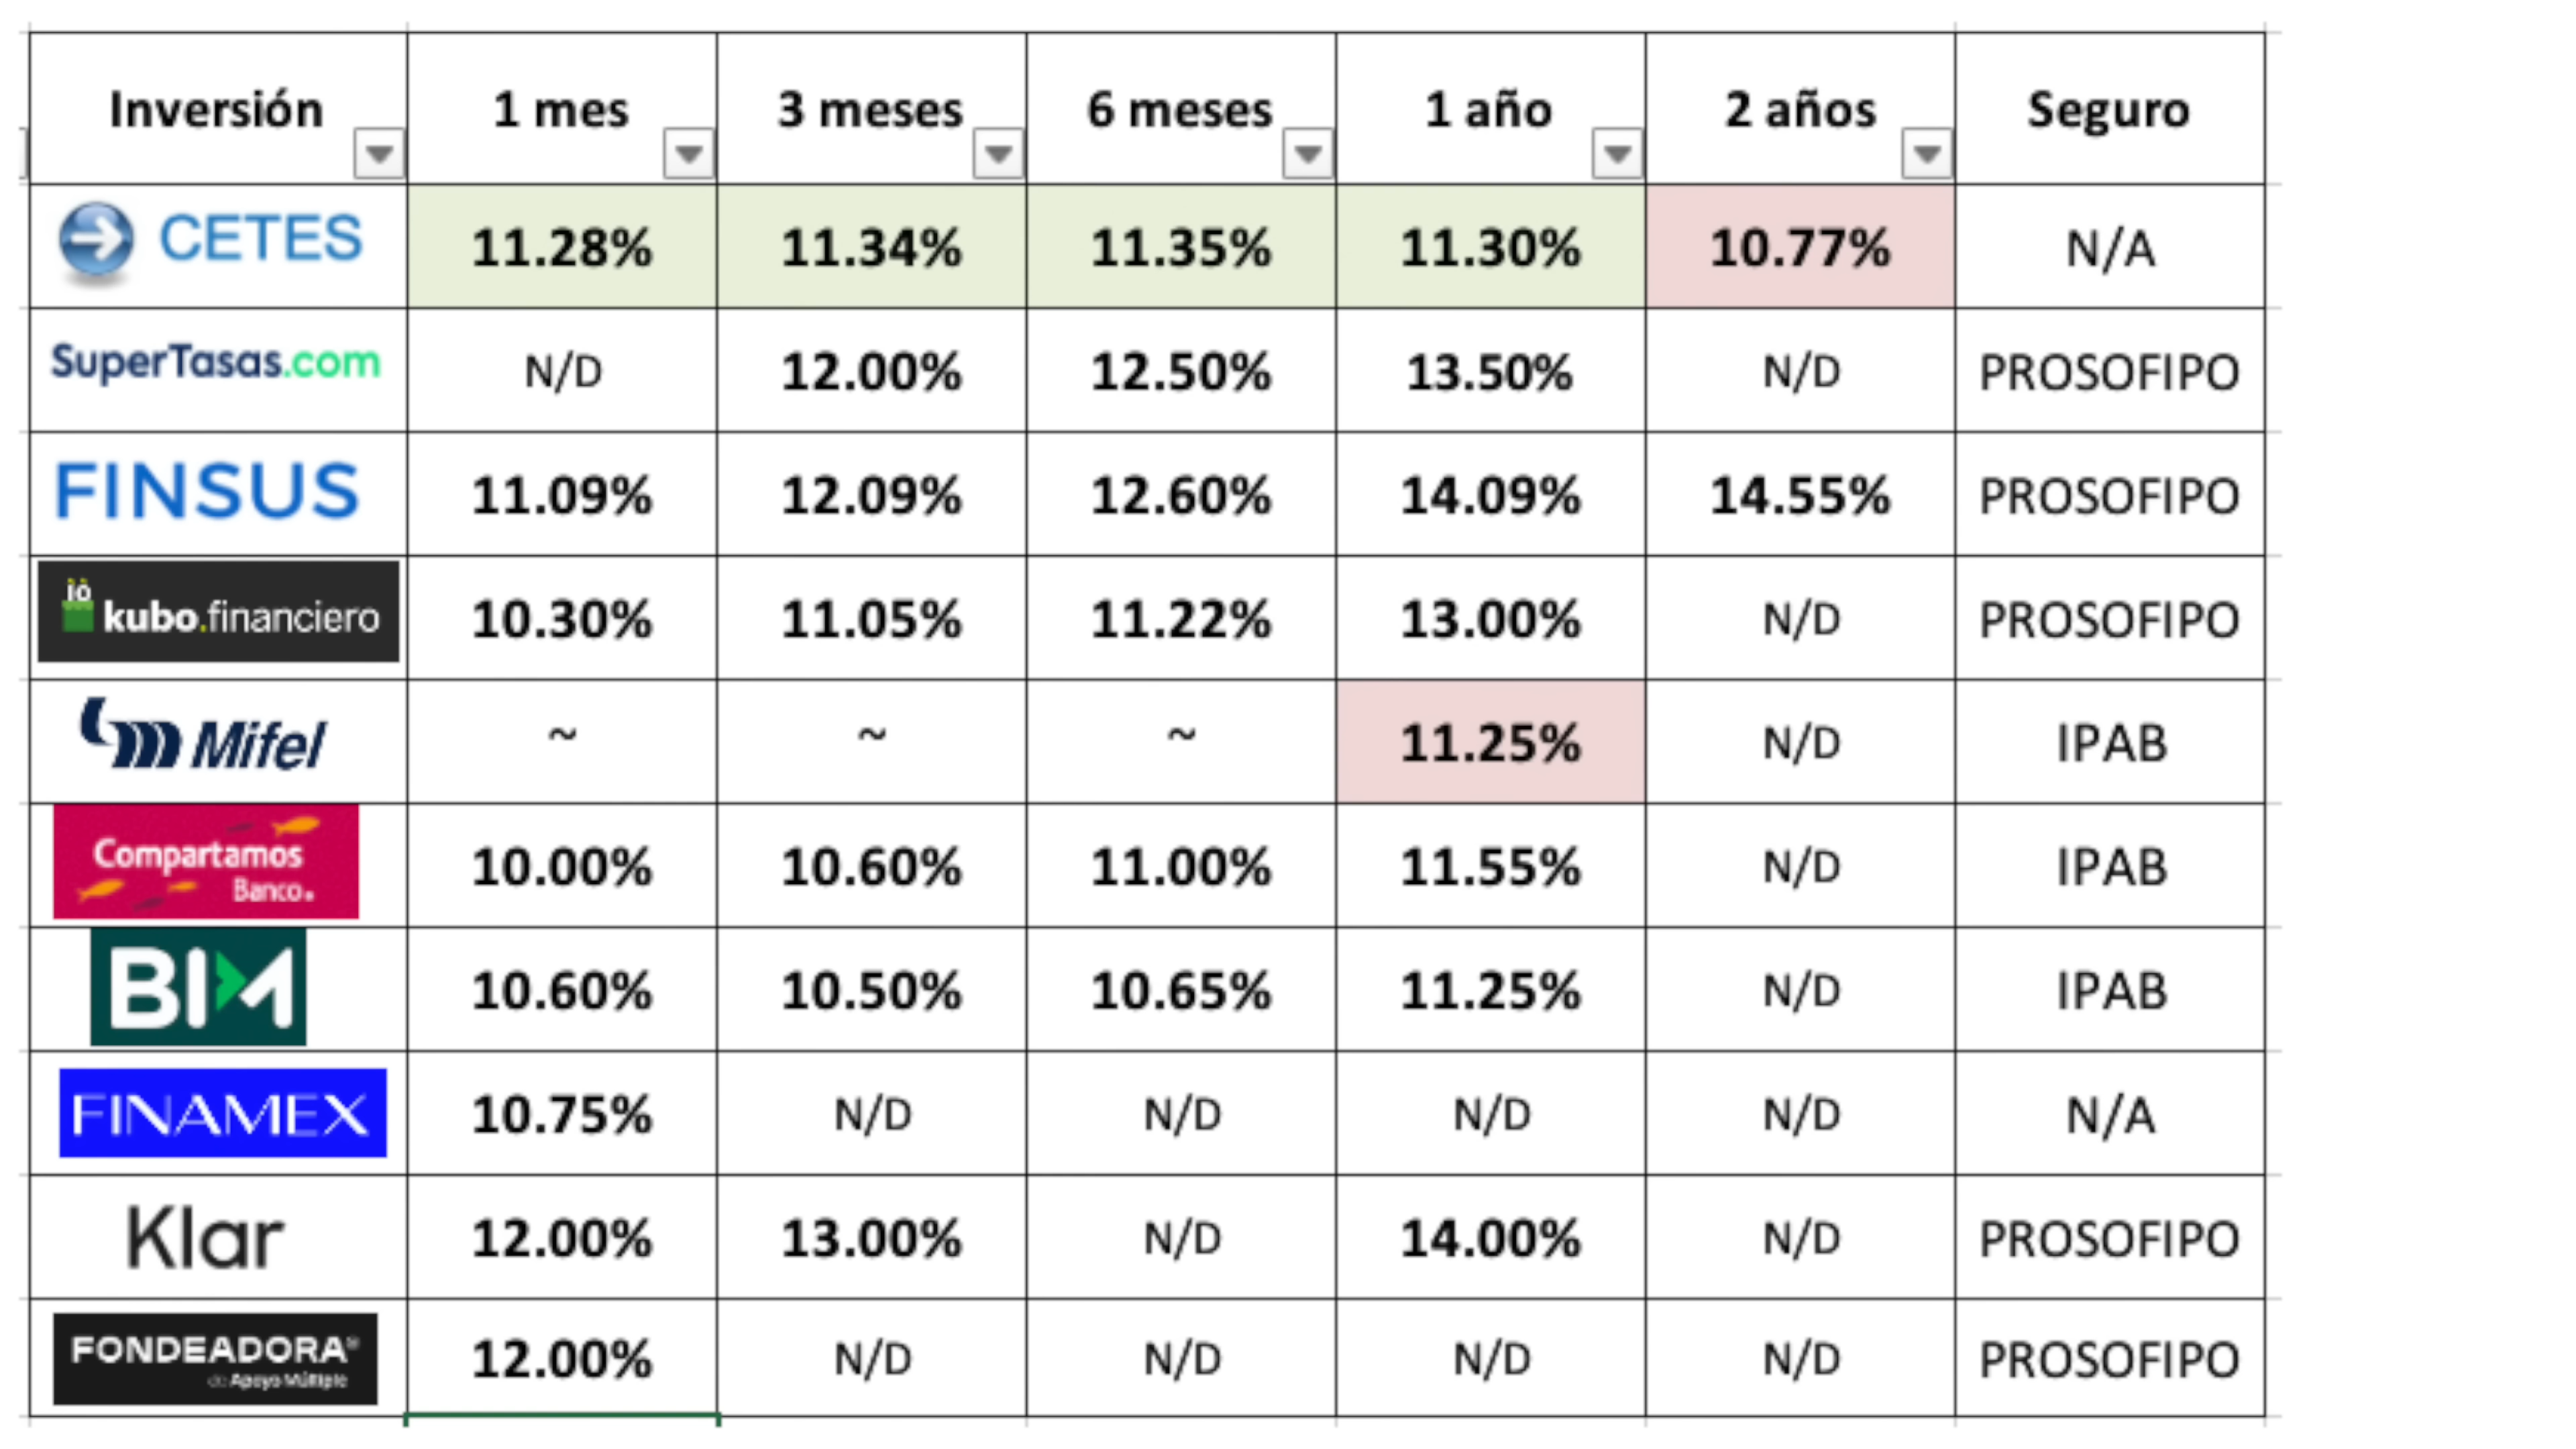 Inversión 1 mes 3 meses 6 meses 1 año 2 años Seguro
CETES 11.28% 11.34% 11.35% 11.30% 10.77% N/A
SuperTasas.com N/D 12.00% 12.50% 13.50% N/D PROSOFIPO
FINSUS 11.09% 12.09% 12.60% 14.09% 14.55% PROSOFIPO
kubo.financiero 10.30% 11.05% 11.22% 13.00% N/D PROSOFIPO
Mifel ~ ~ ~ 11.25% N/D IPAB
Compartamos
Banco. 10.00% 10.60% 11.00% 11.55% N/D IPAB
BIM 10.60% 10.50% 10.65% 11.25% N/D IPAB
FINAMEX 10.75% N/D N/D N/D N/D N/A
Klar 12.00% 13.00% N/D 14.00% N/D PROSOFIPO
FONDEADORA 12.00% N/D N/D N/D N/D PROSOFIPO
de Apoyo Múltiple